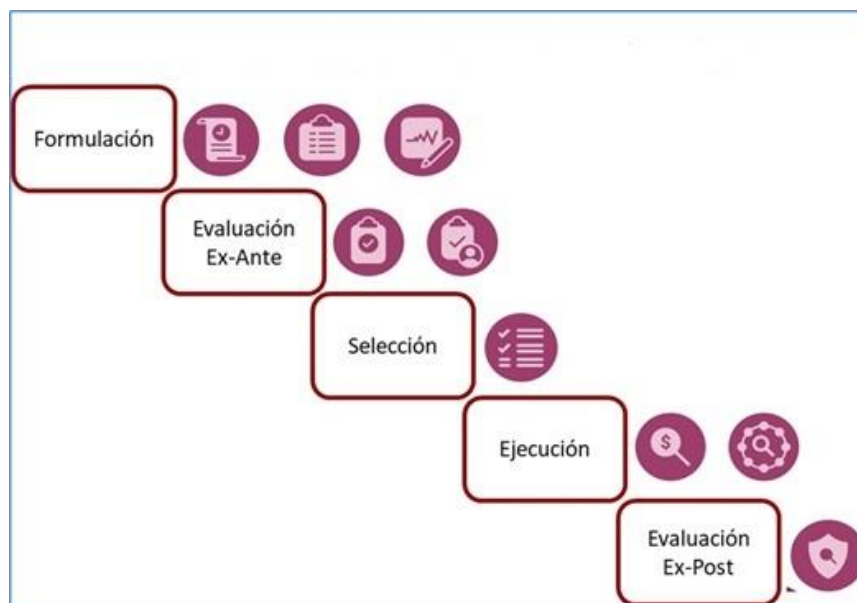 Formulación
Evaluación
Ex-Ante
Selección
Ejecución
$
Evaluación
Ex-Post